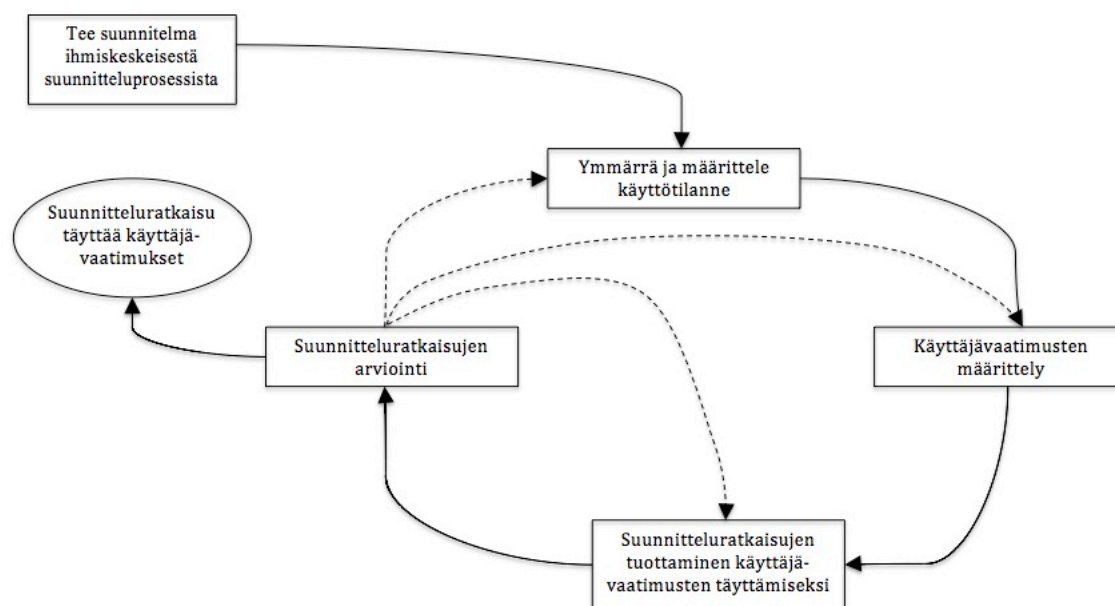 Tee suunnitelma
ihmiskeskeisestä
suunnitteluprosessista
Ymmärrä ja määrittele
käyttötilanne
Suunnitteluratkaisu
täyttää käyttäjä-
vaatimukset
Suunnitteluratkaisujen
arviointi
Käyttäjävaatimusten
määrittely
Suunnitteluratkaisujen
tuottaminen käyttäjä-
vaatimusten täyttämiseksi